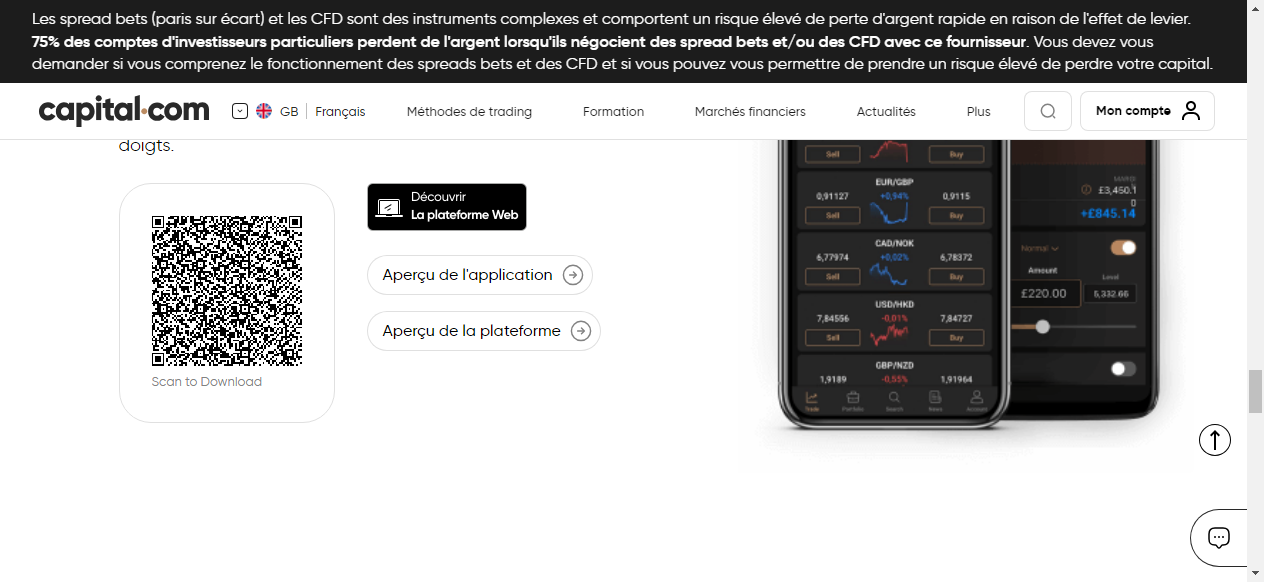 Les spread bets (paris sur écart) et les CFD sont des instruments complexes et comportent un risque élevé de perte d'argent rapide en raison de l'effet de levier.
75% des comptes d'investisseurs particuliers perdent de l'argent lorsqu'ils négocient des spread bets et/ou des CFD avec ce fournisseur. Vous devez vous
demander si vous comprenez le fonctionnement des spreads bets et des CFD et si vous pouvez vous permettre de prendre un risque élevé de perdre votre capital.
capital.com
GB Français
Méthodes de trading
Formation
Marchés financiers
Actualités
Plus
Mon compte
doigts.
Scan to Download
Découvrir
La plateforme Web
Aperçu de l'application
Aperçu de la plateforme
Sell Buy
EUR/GBP
0,91127 +0,94% 0,9115
Sell Buy
CAD/NOK
6,77974 +0,02% 6,78372
Sell Buy
USD/HKD
7,84556 -0,01% 7,84727
Sell Buy
GBP/NZD
1,9189 -0,55% 1,91964
Trade Portfolio Search News Account
MARGI
£3,450.1
0
+£845.14
Normal
Amount Level
£220.00 5,332.66